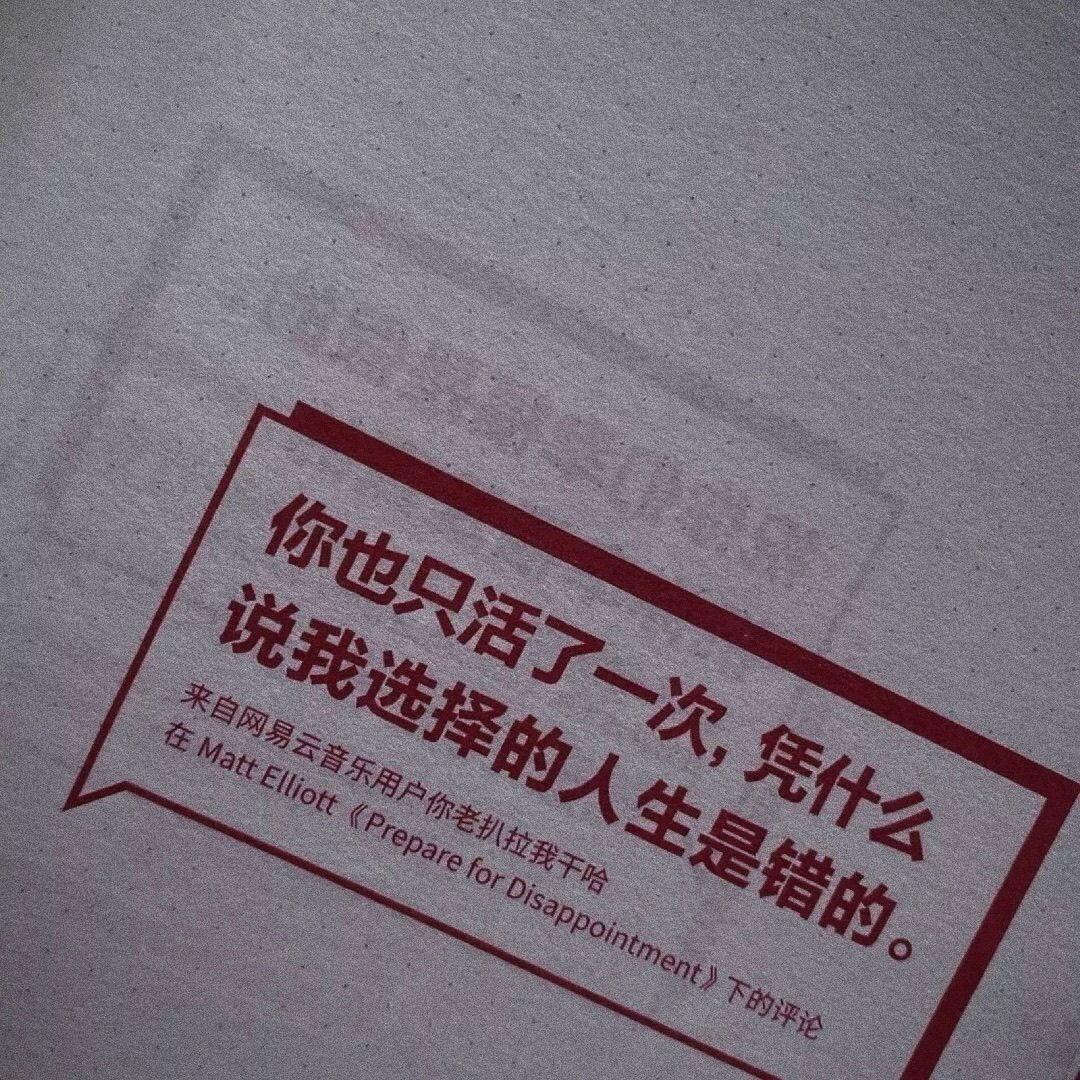 你也只活了一次，凭什么
说我选择的人生是错的。
来自网易云音乐用户你老扒拉我干哈
在 Matt Elliott《Prepare for Disappointment》下的评论